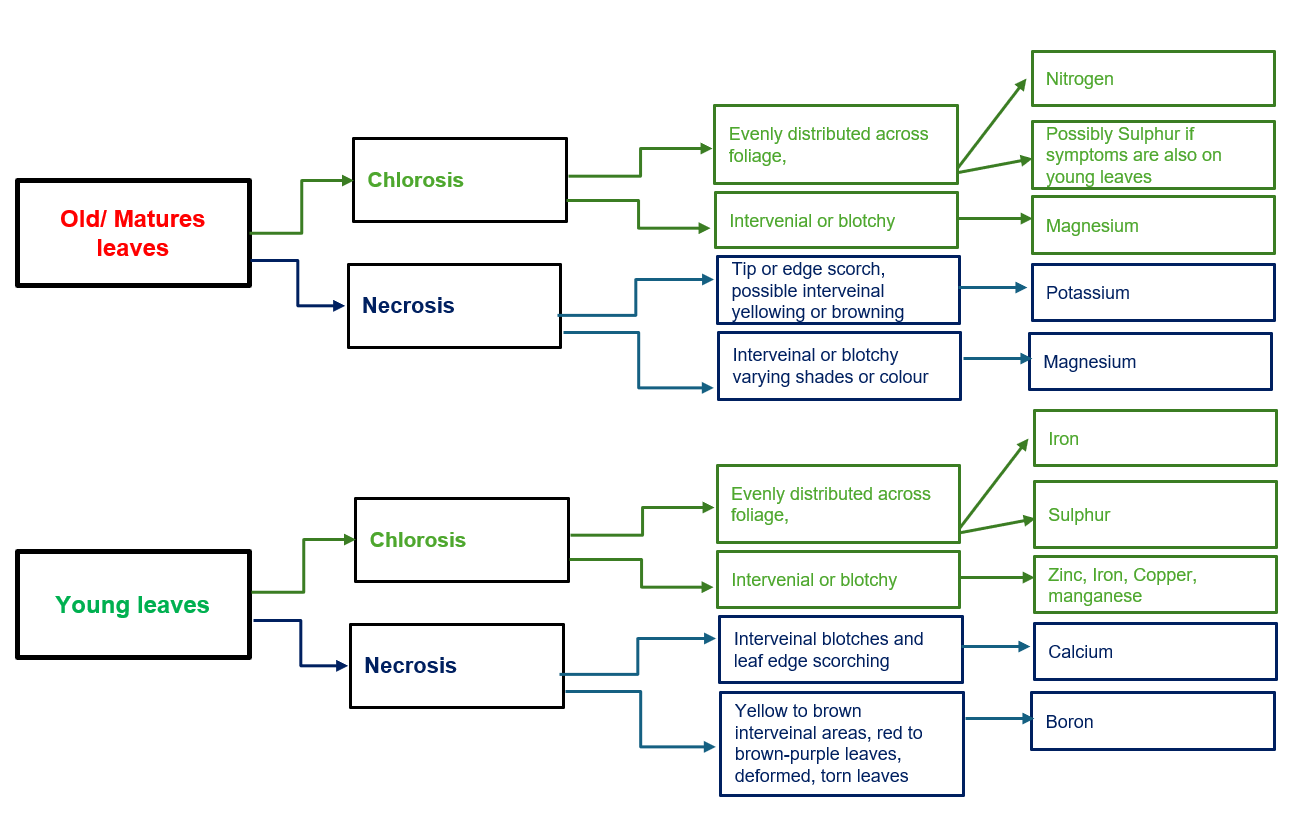 Old/ Matures
leaves
Chlorosis
Evenly distributed across
foliage,
Nitrogen
Possibly Sulphur if
symptoms are also on
young leaves
Intervenial or blotchy
Magnesium
Necrosis
Tip or edge scorch,
possible interveinal
yellowing or browning
Potassium
Interveinal or blotchy
varying shades or colour
Magnesium
Young leaves
Chlorosis
Evenly distributed across
foliage,
Iron
Sulphur
Intervenial or blotchy
Zinc, Iron, Copper,
manganese
Necrosis
Interveinal blotches and
leaf edge scorching
Calcium
Yellow to brown
interveinal areas, red to
brown-purple leaves,
deformed, torn leaves
Boron